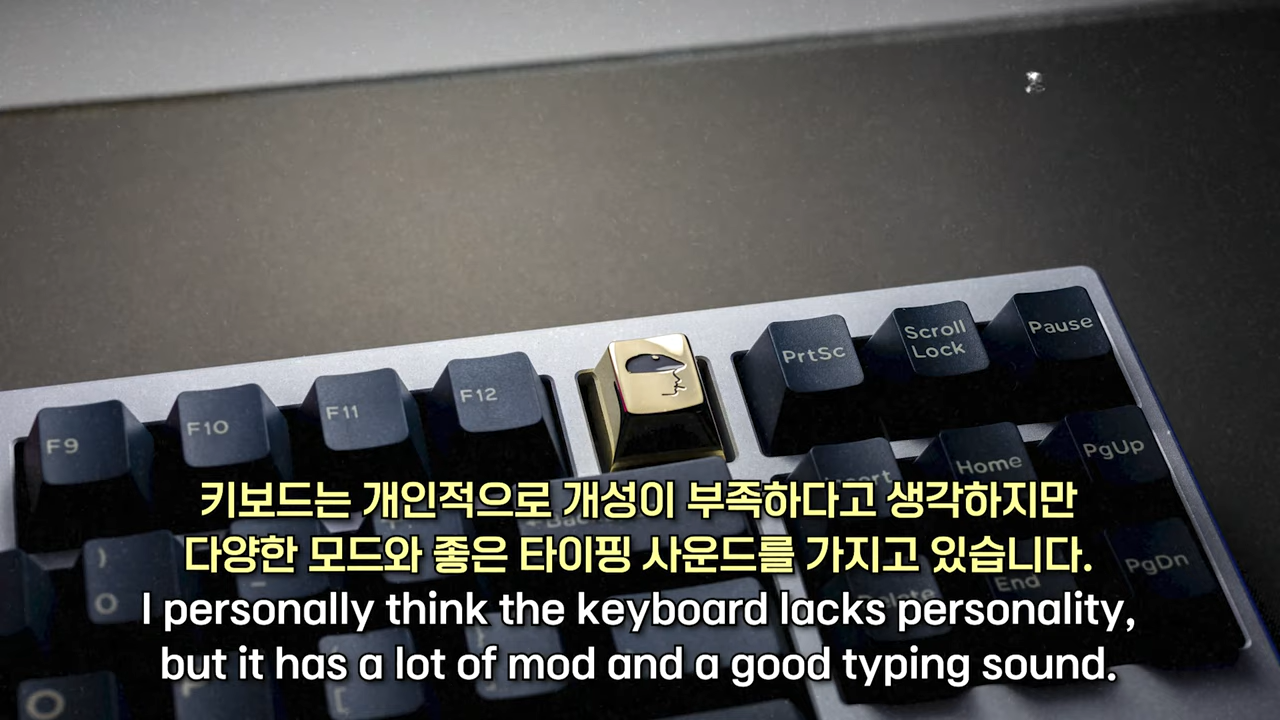 PrtSc
Scroll
Lock
Pause
F9
F10
F11
F12
Home
PgUp
키보드는 개인적으로 개성이 부족하다고 생각하지만
다양한 모드와 좋은 타이핑 사운드를 가지고 있습니다.
End
PgDn
I personally think the keyboard lacks personality,
but it has a lot of mod and a good typing sound.
)
O
O
[